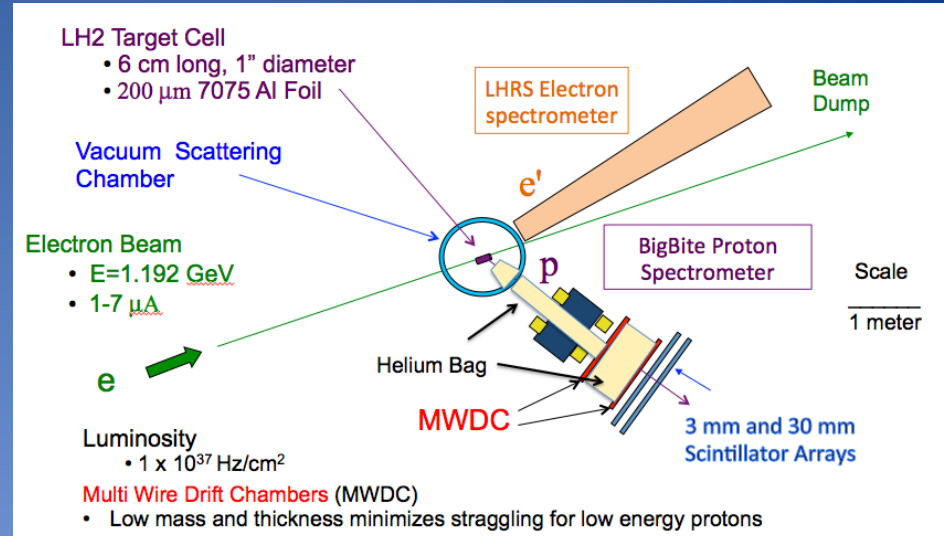 LH2 Target Cell
• 6 cm long, 1" diameter
• 200 μm 7075 Al Foil
LHRS Electron
spectrometer
Beam
Dump
Vacuum Scattering
Chamber
e'
Electron Beam
• E=1.192 GeV
• 1-7 μA
p
BigBite Proton
Spectrometer
Scale
1 meter
Helium Bag
e
MWDC
3 mm and 30 mm
Scintillator Arrays
Luminosity
• 1 x 10³⁷ Hz/cm²
Multi Wire Drift Chambers (MWDC)
• Low mass and thickness minimizes straggling for low energy protons